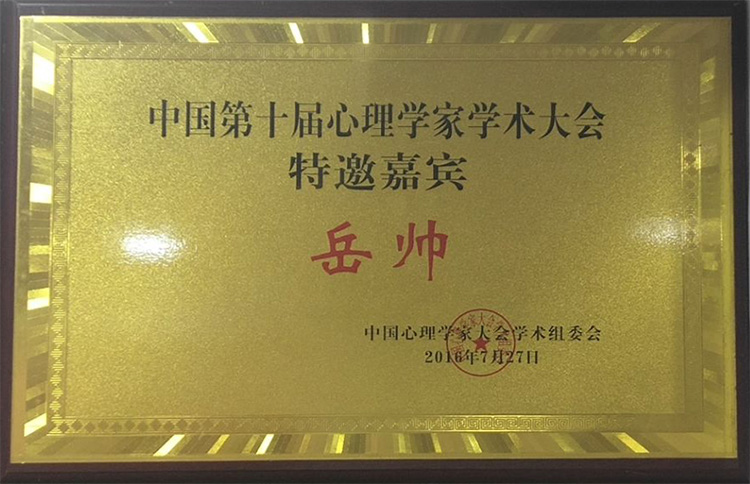 中国第十届心理学家学术大会
特邀嘉宾
岳帅
中国心理学家大会学术组委会
2016年7月27日